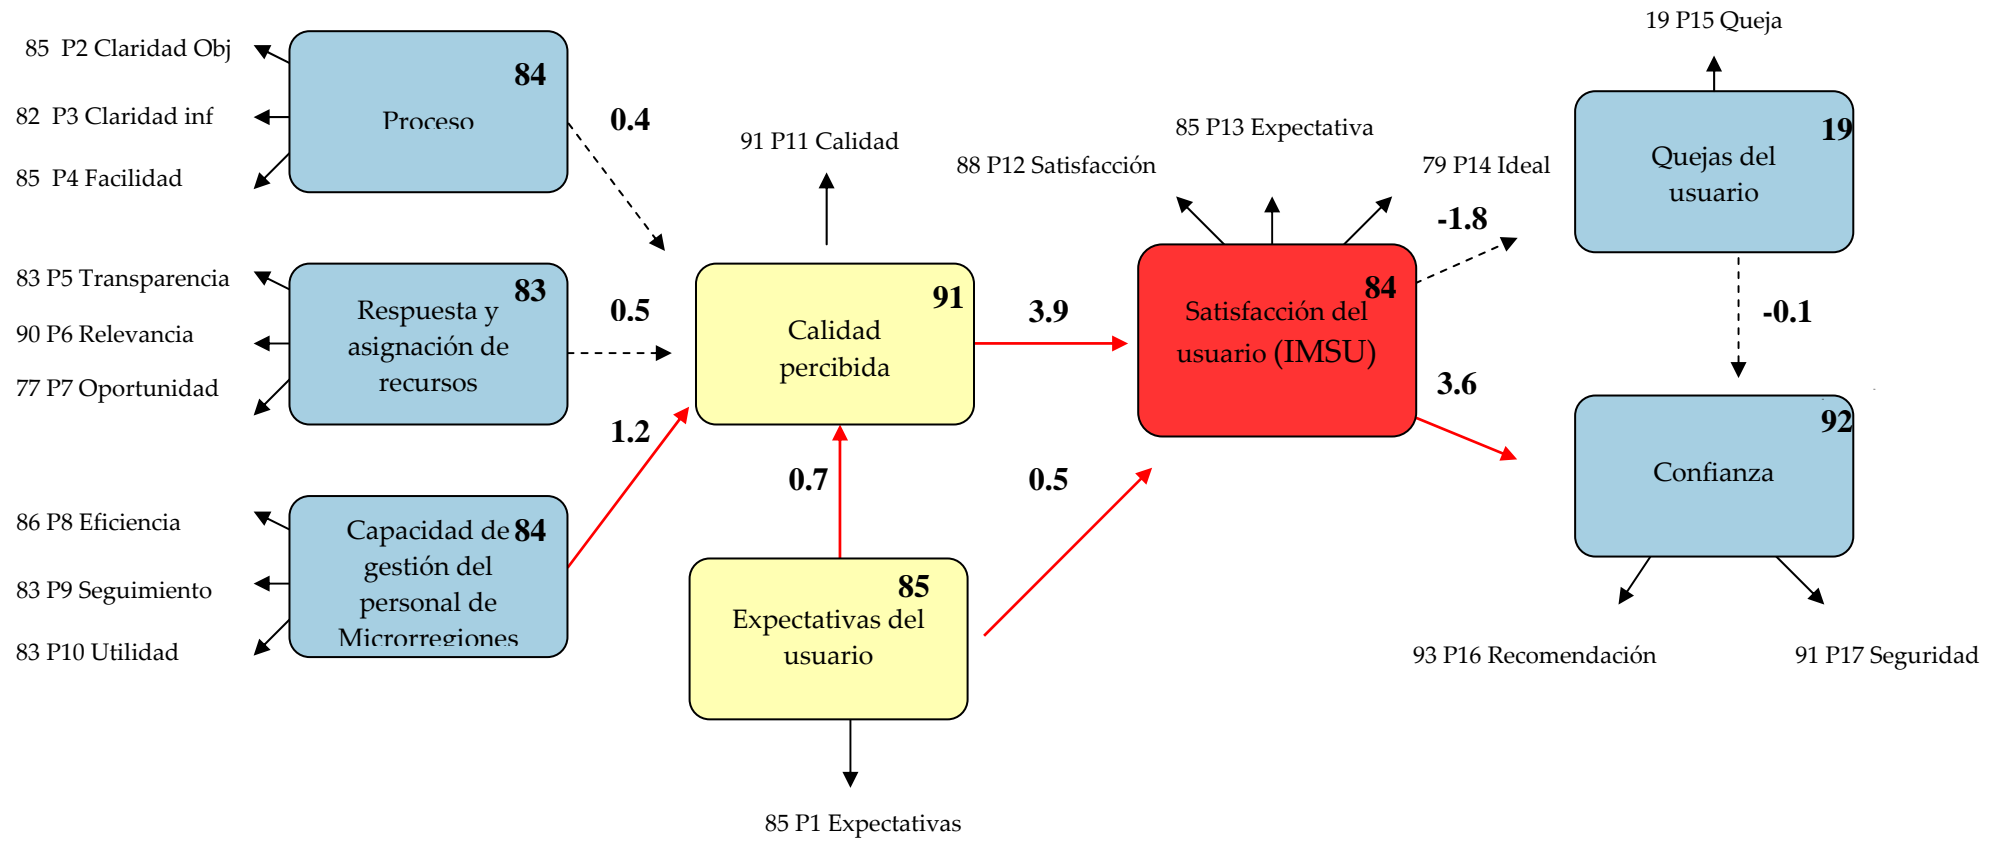 85 P2 Claridad Obj
82 P3 Claridad inf
85 P4 Facilidad
84
Proceso
0.4
83 P5 Transparencia
90 P6 Relevancia
77 P7 Oportunidad
83
Respuesta y
asignación de
recursos
0.5
86 P8 Eficiencia
83 P9 Seguimiento
83 P10 Utilidad
84
Capacidad de
gestión del
personal de
Microrregiones
1.2
91 P11 Calidad
91
Calidad
percibida
3.9
0.7
85
Expectativas del
usuario
0.5
85 P1 Expectativas
88 P12 Satisfacción
85 P13 Expectativa
79 P14 Ideal
84
Satisfacción del
usuario (IMSU)
-1.8
3.6
19 P15 Queja
19
Quejas del
usuario
-0.1
92
Confianza
93 P16 Recomendación
91 P17 Seguridad